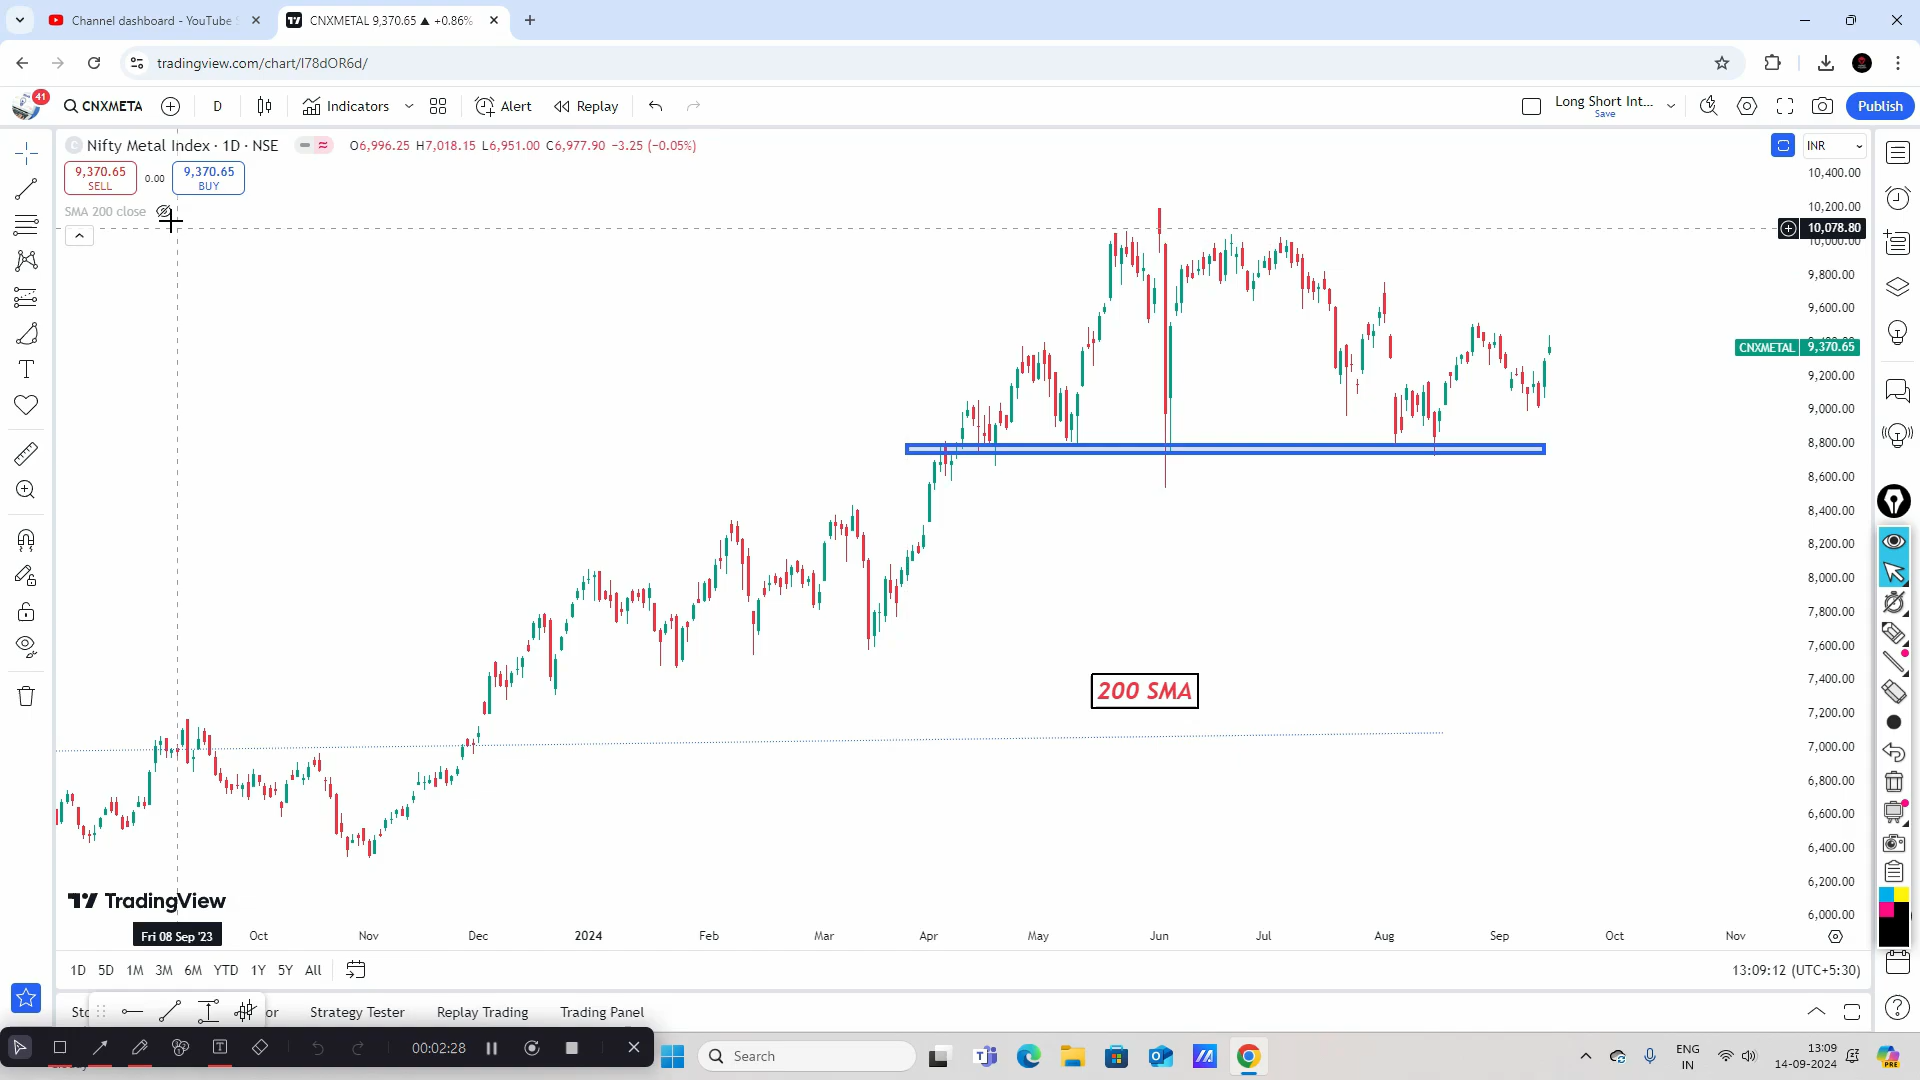 Channel dashboard - YouTube S
CNXMETAL 9,370.65 ▲ +0.86%
tradingview.com/chart/I78dOR6d/
41
CNXMETA
D
Indicators
Alert
Replay
Long Short Int...
Save
Publish
Nifty Metal Index · 1D · NSE
O6,996.25 H7,018.15 L6,951.00 C6,977.90 −3.25 (−0.05%)
INR
9,370.65
SELL
0.00
9,370.65
BUY
SMA 200 close
10,400.00
10,200.00
10,078.80
10,000.00
9,800.00
9,600.00
CNXMETAL 9,370.65
9,200.00
9,000.00
8,800.00
8,600.00
8,400.00
8,200.00
8,000.00
7,800.00
7,600.00
7,400.00
7,200.00
7,000.00
6,800.00
6,600.00
6,400.00
6,200.00
6,000.00
200 SMA
TradingView
Fri 08 Sep '23
Oct
Nov
Dec
2024
Feb
Mar
Apr
May
Jun
Jul
Aug
Sep
Oct
Nov
1D
5D
1M
3M
6M
YTD
1Y
5Y
All
13:09:12 (UTC+5:30)
Sto
or
Strategy Tester
Replay Trading
Trading Panel
00:02:28
Search
ENG
IN
13:09
14-09-2024
PRE